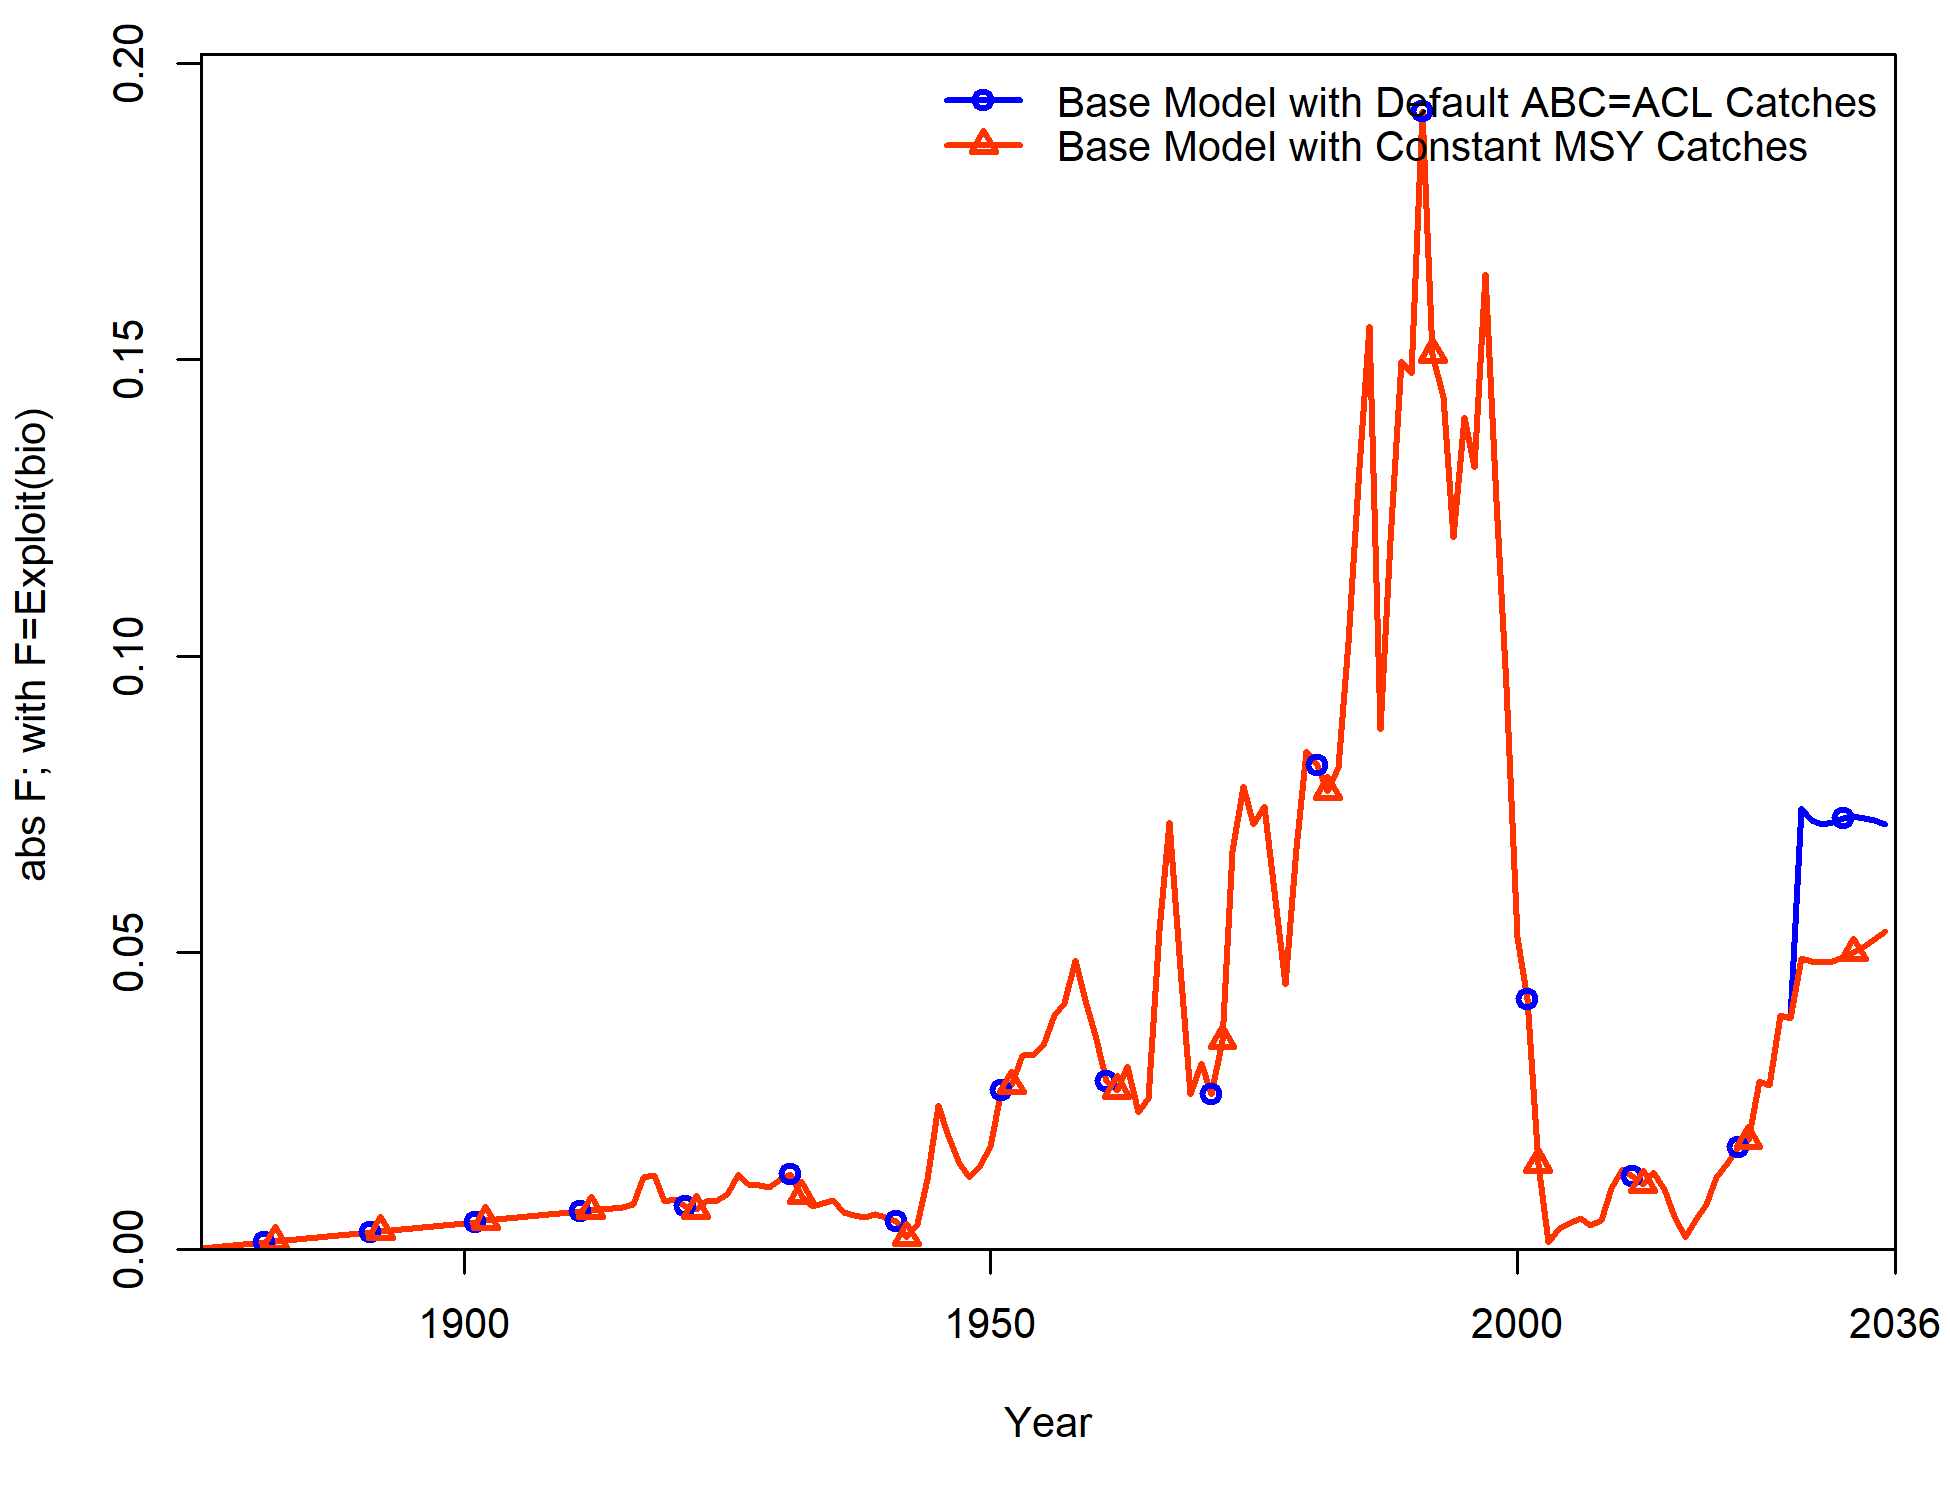 Base Model with Default ABC=ACL Catches
Base Model with Constant MSY Catches
abs F; with F=Exploit(bio)
0.20
0.15
0.10
0.05
0.00
1900
1950
2000
2036
Year